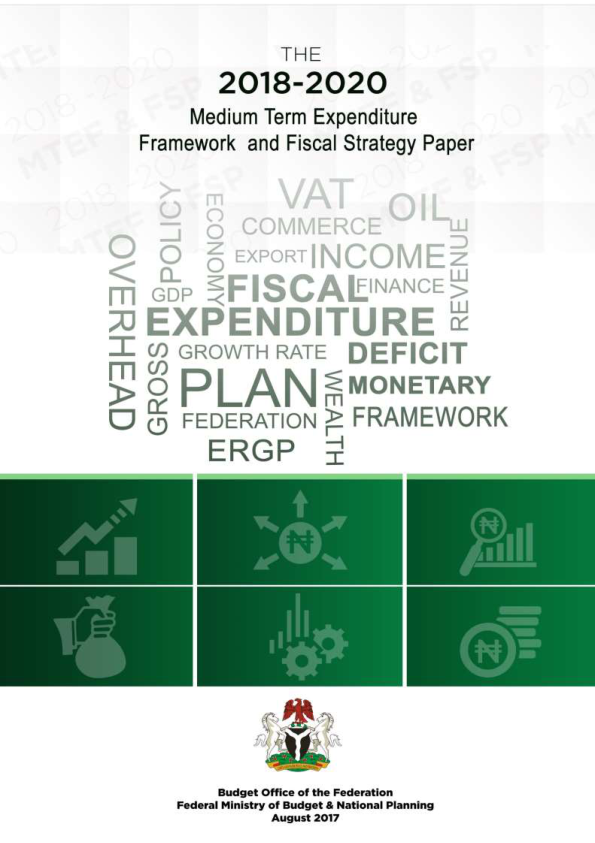 THE
2018-2020
Medium Term Expenditure
Framework and Fiscal Strategy Paper
VAT
OIL
POLICY
ECONOMY
COMMERCE
REVENUE
OVERHEAD
EXPORT
INCOME
GDP
FISCAL
FINANCE
EXPENDITURE
GROSS
GROWTH RATE
DEFICIT
PLAN
WEALTH
MONETARY
FEDERATION
FRAMEWORK
ERGP
Budget Office of the Federation
Federal Ministry of Budget & National Planning
August 2017